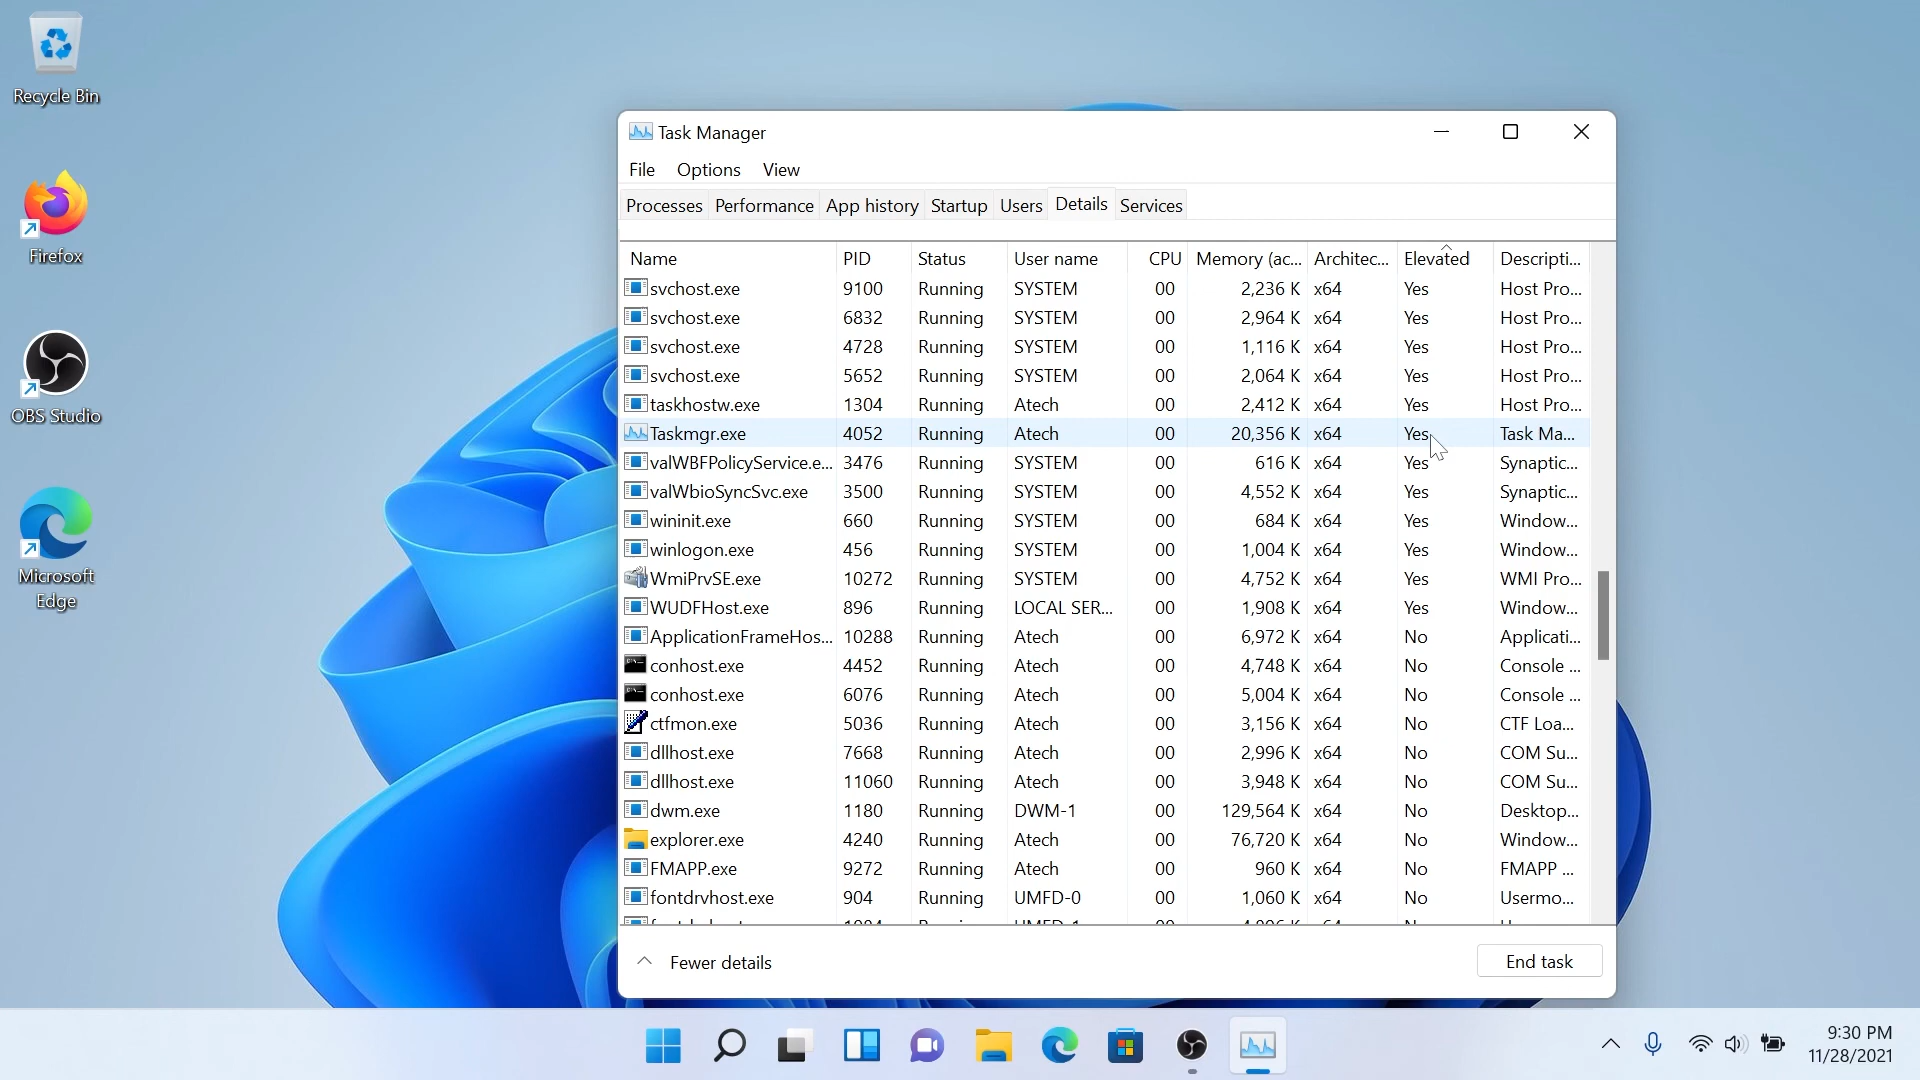 Recycle Bin
Firefox
OBS Studio
Microsoft
Edge
Task Manager
File Options View
Processes Performance App history Startup Users Details Services
Name PID Status User name CPU Memory (ac... Architec... Elevated Descripti...
svchost.exe 9100 Running SYSTEM 00 2,236 K x64 Yes Host Pro...
svchost.exe 6832 Running SYSTEM 00 2,964 K x64 Yes Host Pro...
svchost.exe 4728 Running SYSTEM 00 1,116 K x64 Yes Host Pro...
svchost.exe 5652 Running SYSTEM 00 2,064 K x64 Yes Host Pro...
taskhostw.exe 1304 Running Atech 00 2,412 K x64 Yes Host Pro...
Taskmgr.exe 4052 Running Atech 00 20,356 K x64 Yes Task Ma...
valWBFPolicyService.e... 3476 Running SYSTEM 00 616 K x64 Yes Synaptic...
valWbioSyncSvc.exe 3500 Running SYSTEM 00 4,552 K x64 Yes Synaptic...
wininit.exe 660 Running SYSTEM 00 684 K x64 Yes Window...
winlogon.exe 456 Running SYSTEM 00 1,004 K x64 Yes Window...
WmiPrvSE.exe 10272 Running SYSTEM 00 4,752 K x64 Yes WMI Pro...
WUDFHost.exe 896 Running LOCAL SER... 00 1,908 K x64 Yes Window...
ApplicationFrameHos... 10288 Running Atech 00 6,972 K x64 No Applicati...
conhost.exe 4452 Running Atech 00 4,748 K x64 No Console ...
conhost.exe 6076 Running Atech 00 5,004 K x64 No Console ...
ctfmon.exe 5036 Running Atech 00 3,156 K x64 No CTF Loa...
dllhost.exe 7668 Running Atech 00 2,996 K x64 No COM Su...
dllhost.exe 11060 Running Atech 00 3,948 K x64 No COM Su...
dwm.exe 1180 Running DWM-1 00 129,564 K x64 No Desktop...
explorer.exe 4240 Running Atech 00 76,720 K x64 No Window...
FMAPP.exe 9272 Running Atech 00 960 K x64 No FMAPP ...
fontdrvhost.exe 904 Running UMFD-0 00 1,060 K x64 No Usermo...
Fewer details End task
9:30 PM
11/28/2021